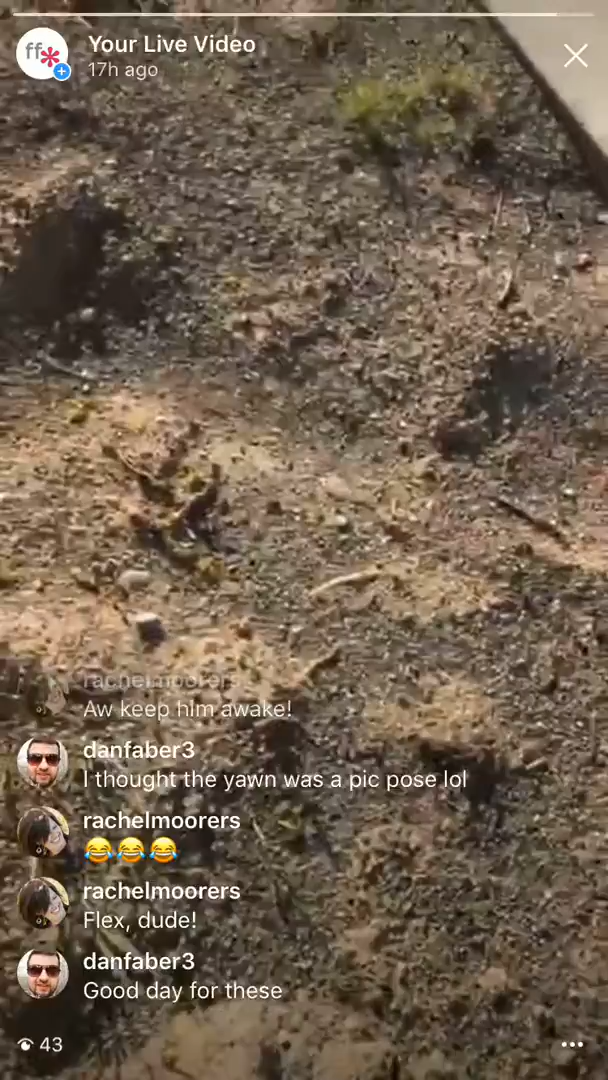 ff*
Your Live Video
17h ago
rachelmoorers
Aw keep him awake!
danfaber3
I thought the yawn was a pic pose lol
rachelmoorers
😂😂😂
rachelmoorers
Flex, dude!
danfaber3
Good day for these
43